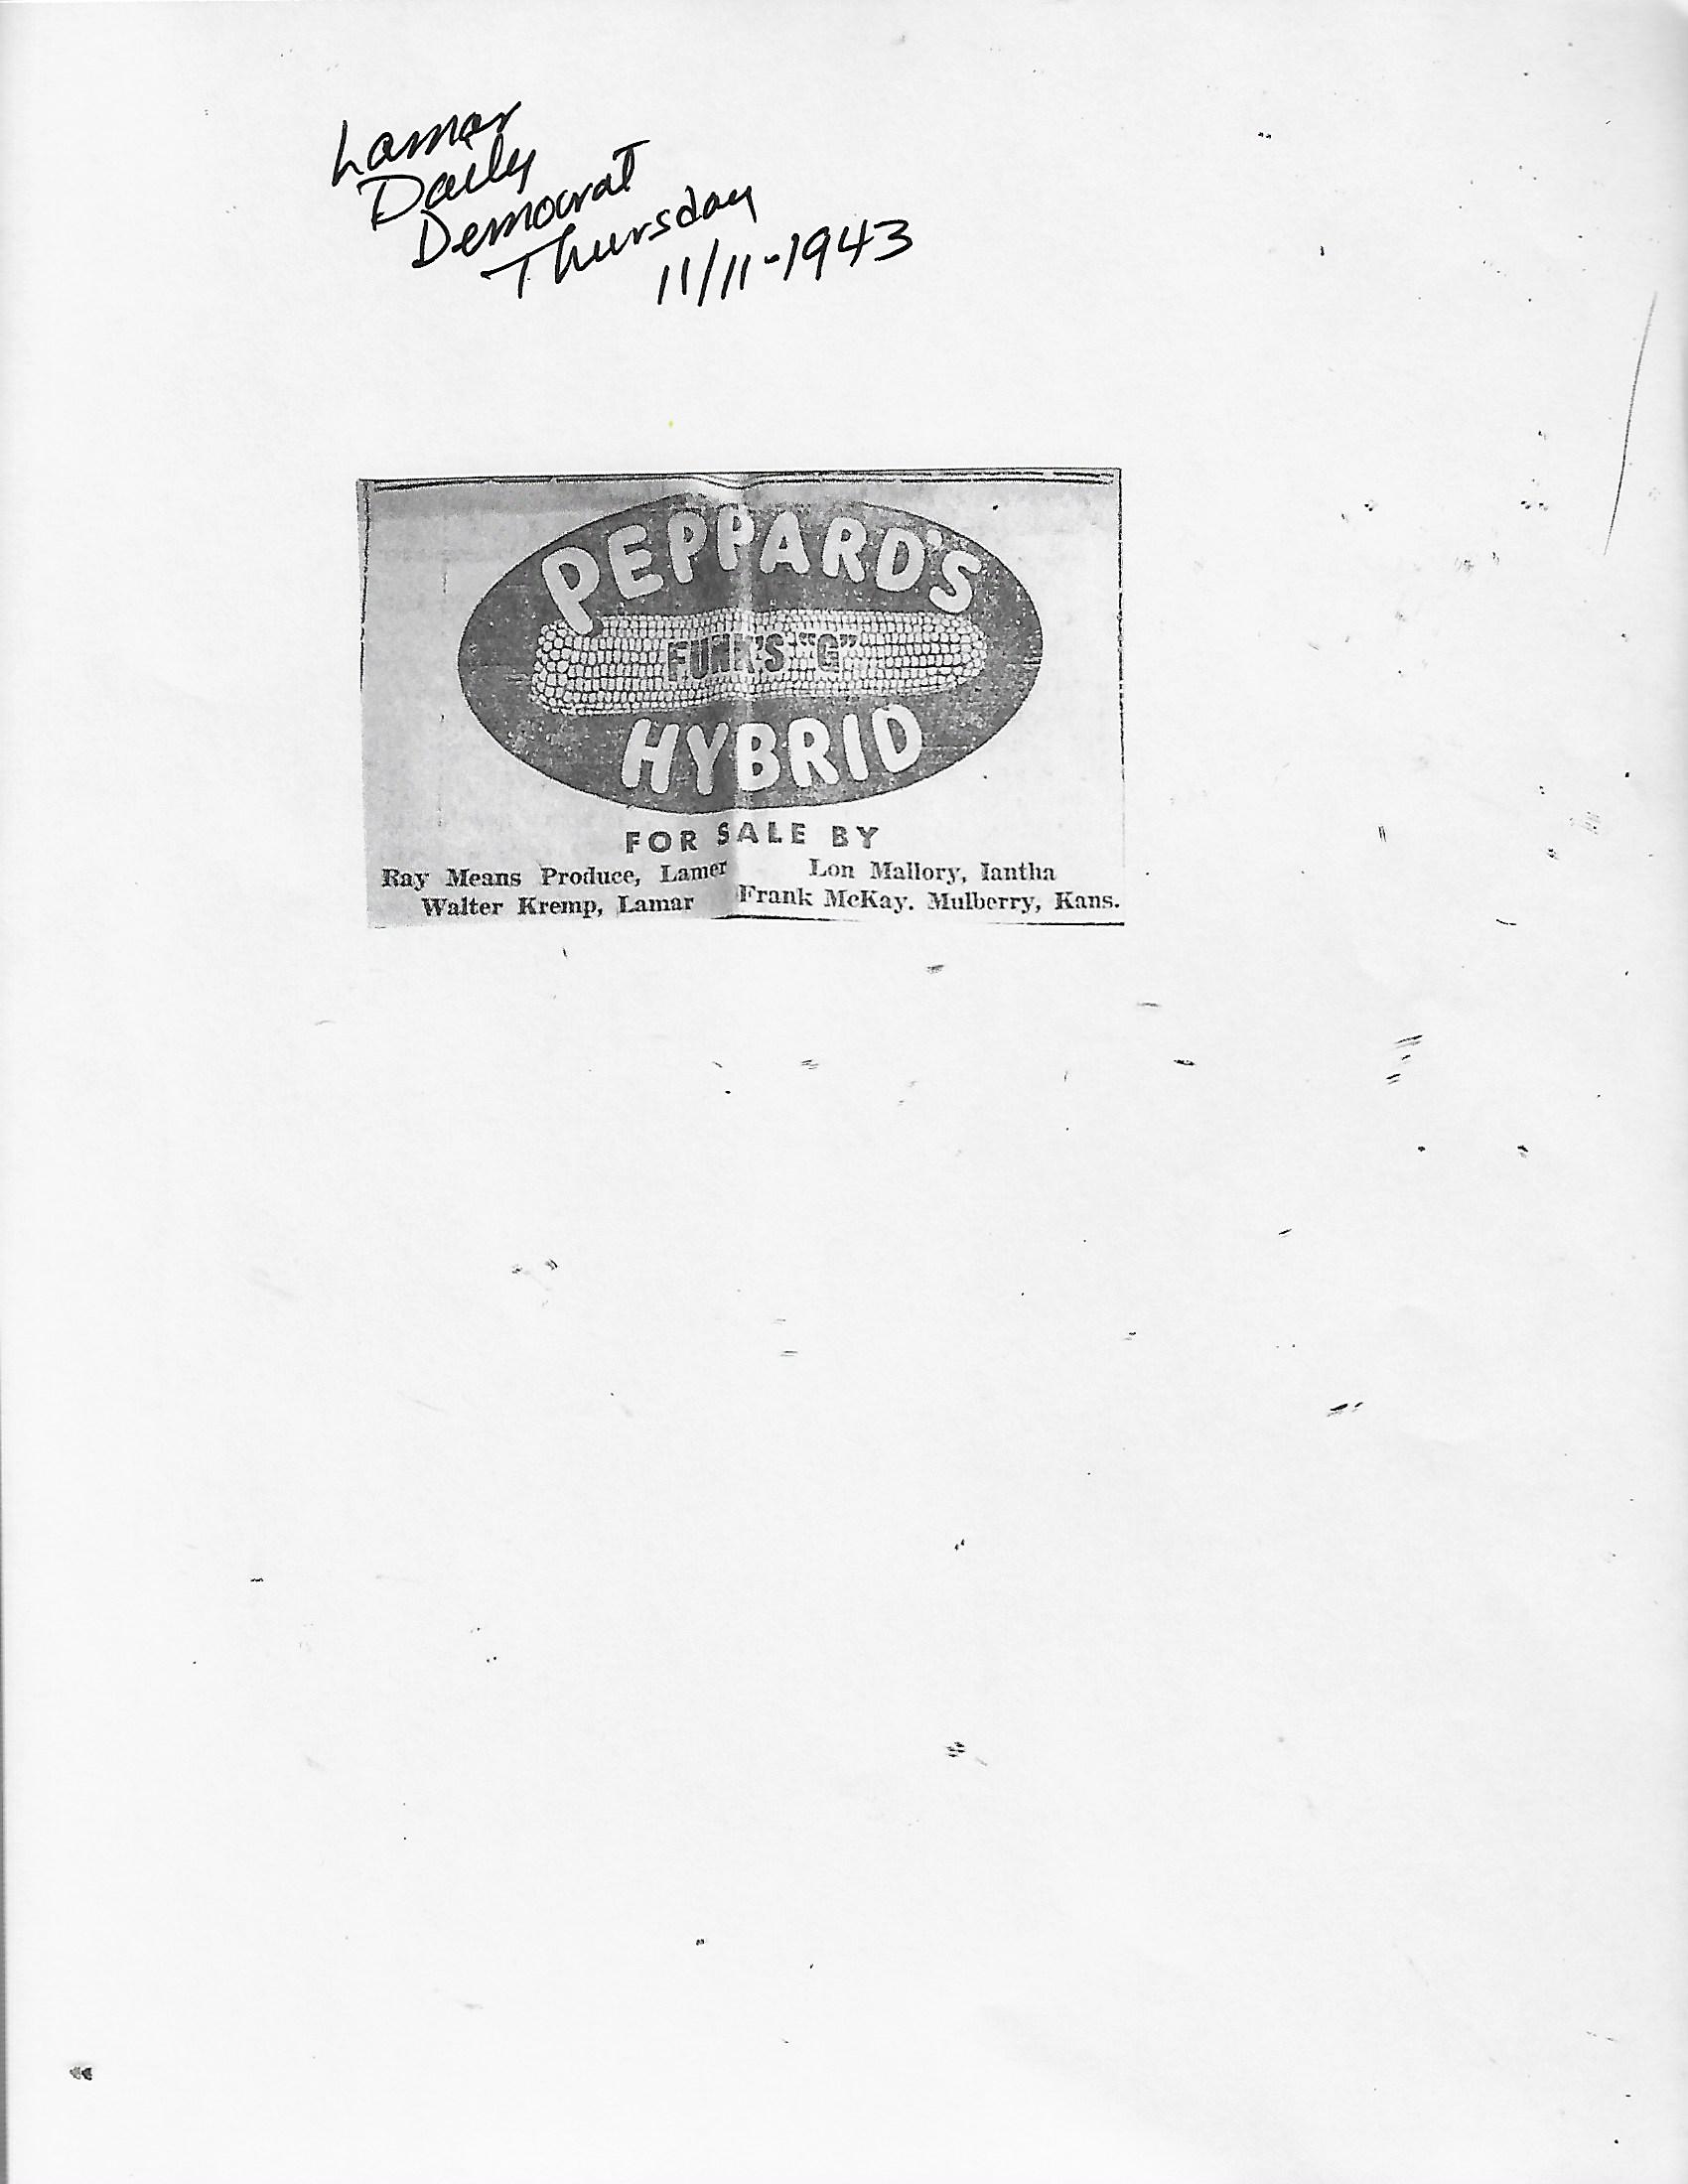 Lamar
Daily
Democrat
Thursday
11/11-1943
PEPPARD'S
FUNK'S "G"
HYBRID
FOR SALE BY
Ray Means Produce, Lamer
Lon Mallory, Iantha
Walter Kremp, Lamar
Frank McKay. Mulberry, Kans.